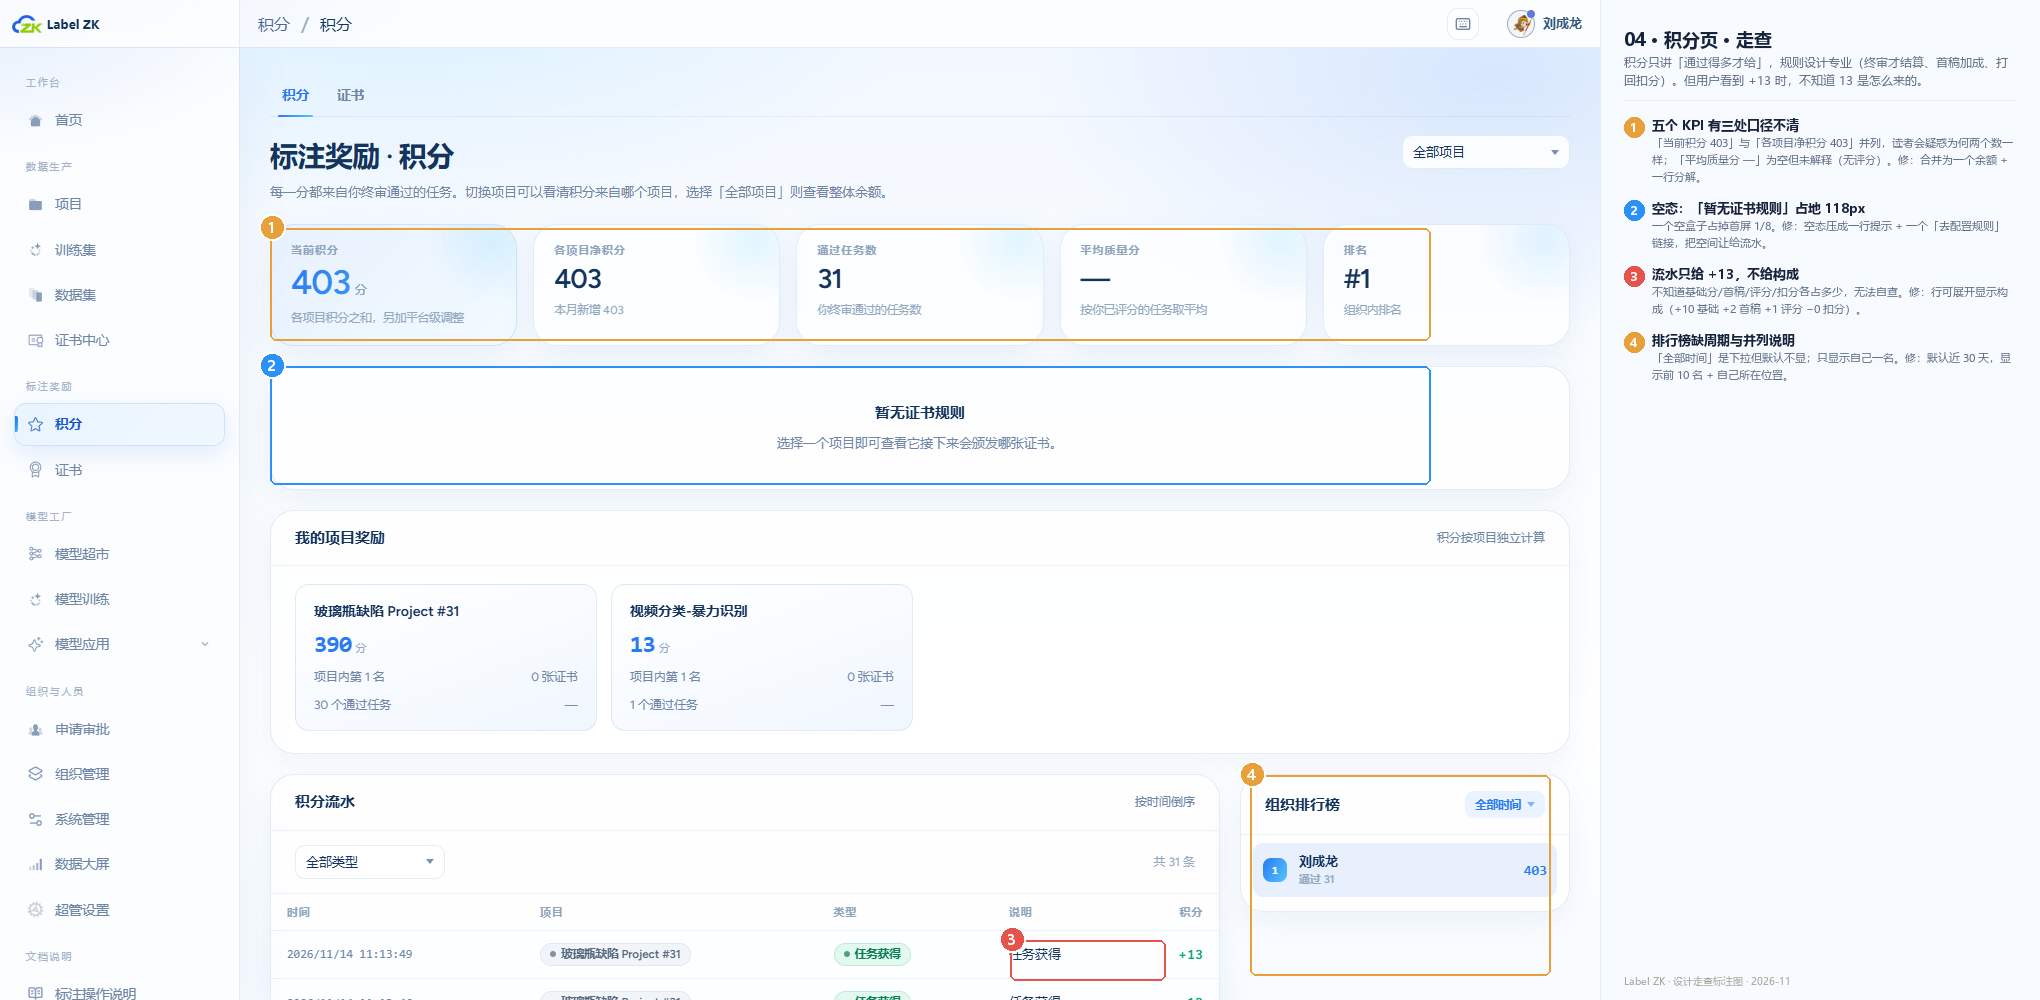 Label ZK
工作台
首页
数据生产
项目
训练集
数据集
证书中心
标注奖励
积分
证书
模型工厂
模型超市
模型训练
模型应用
组织与人员
申请审批
组织管理
系统管理
数据大屏
超管设置
文档说明
标注操作说明
积分 / 积分
刘成龙
积分 证书
标注奖励 · 积分
每一分都来自你终审通过的任务。切换项目可以看清积分来自哪个项目，选择「全部项目」则查看整体余额。
全部项目
1
当前积分
403 分
各项目积分之和，另加平台级调整
各项目净积分
403
本月新增 403
通过任务数
31
你终审通过的任务数
平均质量分
—
按你已评分的任务取平均
排名
#1
组织内排名
2
暂无证书规则
选择一个项目即可查看它接下来会颁发哪张证书。
我的项目奖励
积分按项目独立计算
玻璃瓶缺陷 Project #31
390 分
项目内第 1 名 0 张证书
30 个通过任务 —
视频分类-暴力识别
13 分
项目内第 1 名 0 张证书
1 个通过任务 —
积分流水
按时间倒序
全部类型
共 31 条
时间 项目 类型 说明 积分
3
2026/11/14 11:13:49 玻璃瓶缺陷 Project #31 任务获得 任务获得 +13
4
组织排行榜
全部时间
1
刘成龙
通过 31
403
04 • 积分页 • 走查
积分只讲「通过得多才给」，规则设计专业（终审才结算、首稿加成、打
回扣分）。但用户看到 +13 时，不知道 13 是怎么来的。
1 五个 KPI 有三处口径不清
「当前积分 403」与「各项目净积分 403」并列，读者会疑惑为何两个数一
样；「平均质量分 —」为空但未解释（无评分）。修：合并为一个余额 +
一行分解。
2 空态：「暂无证书规则」占地 118px
一个空盒子占掉首屏 1/8。修：空态压成一行提示 + 一个「去配置规则」
链接，把空间让给流水。
3 流水只给 +13，不给构成
不知道基础分/首稿/评分/扣分各占多少，无法自查。修：行可展开显示构
成（+10 基础 +2 首稿 +1 评分 −0 扣分）。
4 排行榜缺周期与并列说明
「全部时间」是下拉但默认不显；只显示自己一名。修：默认近 30 天，显
示前 10 名 + 自己所在位置。
Label ZK · 设计走查标注图 · 2026-11